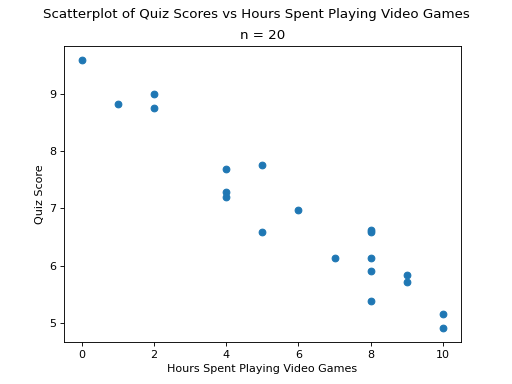 Scatterplot of Quiz Scores vs Hours Spent Playing Video Games
n = 20
9
8
7
6
5
Quiz Score
0 2 4 6 8 10
Hours Spent Playing Video Games